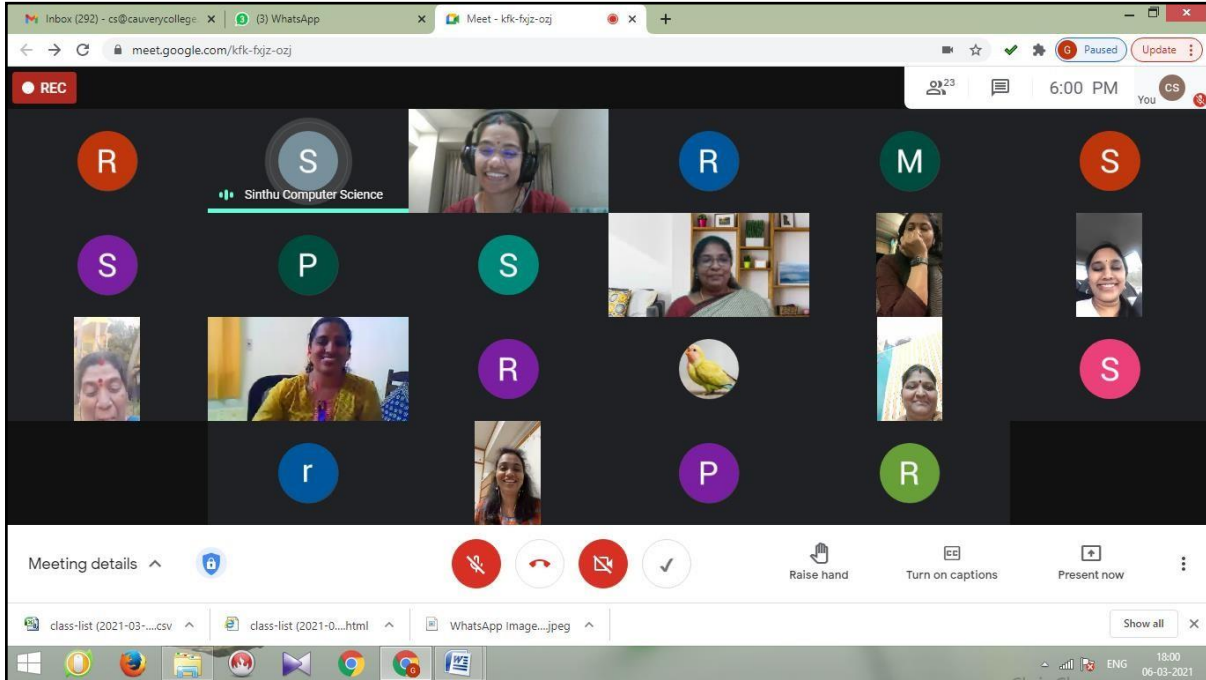 Inbox (292) - cs@cauverycollege
(3) WhatsApp
Meet - kfk-fxjz-ozj
meet.google.com/kfk-fxjz-ozj
G Paused
Update
REC
23
6:00 PM
You
CS
R
S
Sinthu Computer Science
R
M
S
S
P
S
R
S
r
P
R
Meeting details
Raise hand
CC
Turn on captions
Present now
class-list (2021-03-....csv
class-list (2021-0....html
WhatsApp Image....jpeg
Show all
G
ENG
18:00
06-03-2021